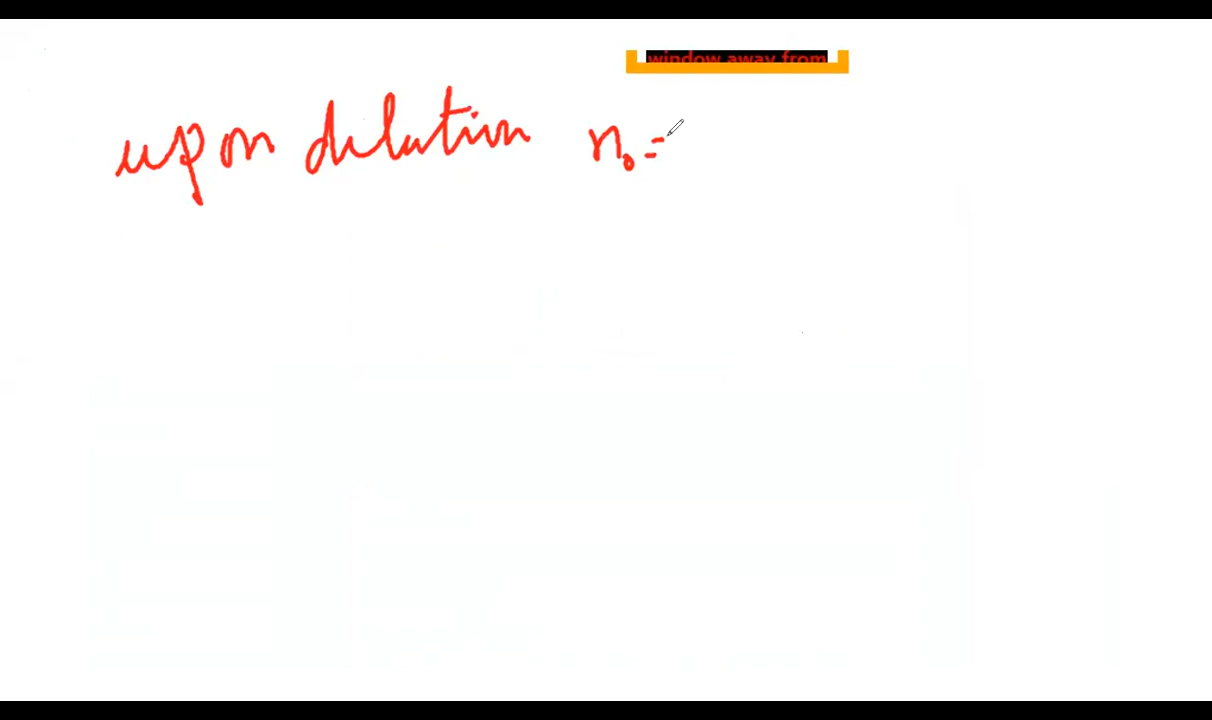 window away from
upon dilution n₀ =